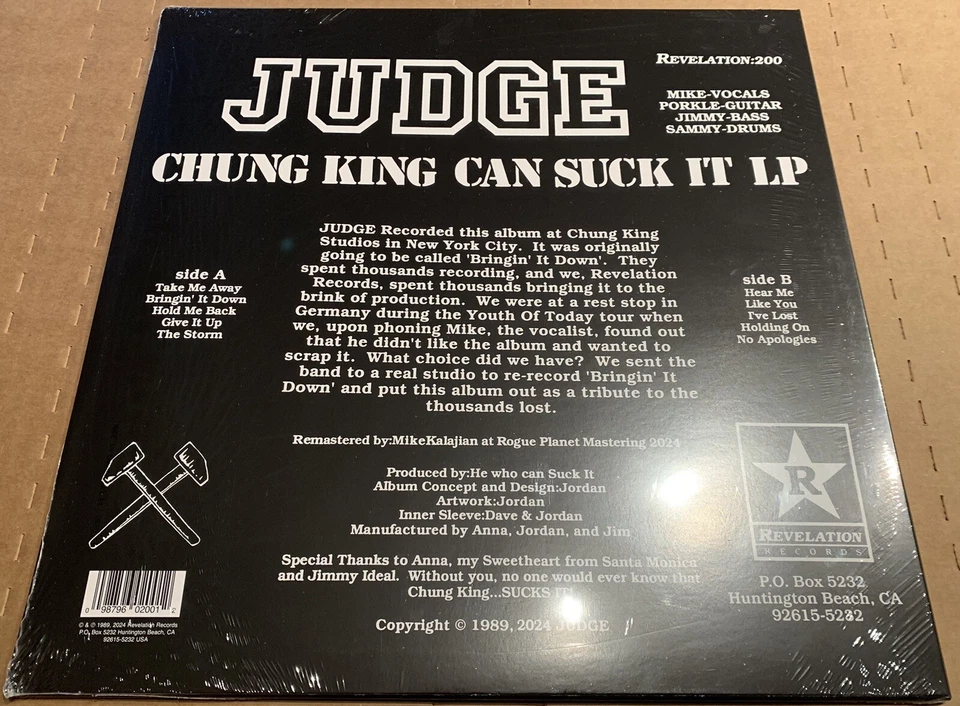 JUDGE
REVELATION:200
MIKE-VOCALS
PORKLE-GUITAR
JIMMY-BASS
SAMMY-DRUMS
CHUNG KING CAN SUCK IT LP
side A
Take Me Away
Bringin' It Down
Hold Me Back
Give It Up
The Storm
JUDGE Recorded this album at Chung King
Studios in New York City. It was originally
going to be called 'Bringin' It Down'. They
spent thousands recording, and we, Revelation
Records, spent thousands bringing it to the
brink of production. We were at a rest stop in
Germany during the Youth Of Today tour when
we, upon phoning Mike, the vocalist, found out
that he didn't like the album and wanted to
scrap it. What choice did we have? We sent the
band to a real studio to re-record 'Bringin' It
Down' and put this album out as a tribute to the
thousands lost.
side B
Hear Me
Like You
I've Lost
Holding On
No Apologies
Remastered by:MikeKalajian at Rogue Planet Mastering 2024
Produced by:He who can Suck It
Album Concept and Design:Jordan
Artwork:Jordan
Inner Sleeve:Dave & Jordan
Manufactured by Anna, Jordan, and Jim
Special Thanks to Anna, my Sweetheart from Santa Monica
and Jimmy Ideal. Without you, no one would ever know that
Chung King...SUCKS IT!
Copyright © 1989, 2024 JUDGE
0 98796 02001 2
© & ℗ 1989, 2024 Revelation Records
P.O. Box 5232 Huntington Beach, CA
92615-5232 USA
R
REVELATION
RECORDS
P.O. Box 5232
Huntington Beach, CA
92615-5232